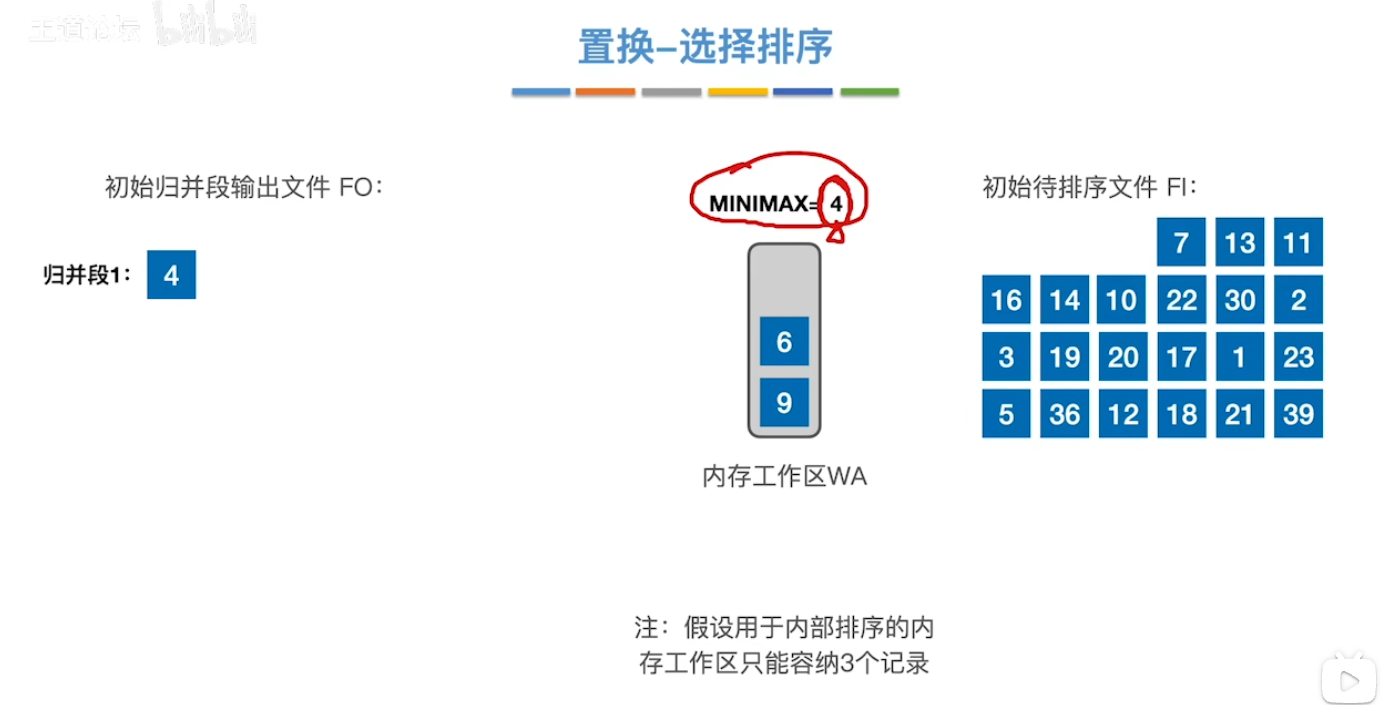 王道论坛 bilibili
置换–选择排序
初始归并段输出文件 FO：
MINIMAX= 4
初始待排序文件 FI：
7 13 11
归并段1： 4
16 14 10 22 30 2
6
3 19 20 17 1 23
9
5 36 12 18 21 39
内存工作区WA
注：假设用于内部排序的内
存工作区只能容纳3个记录